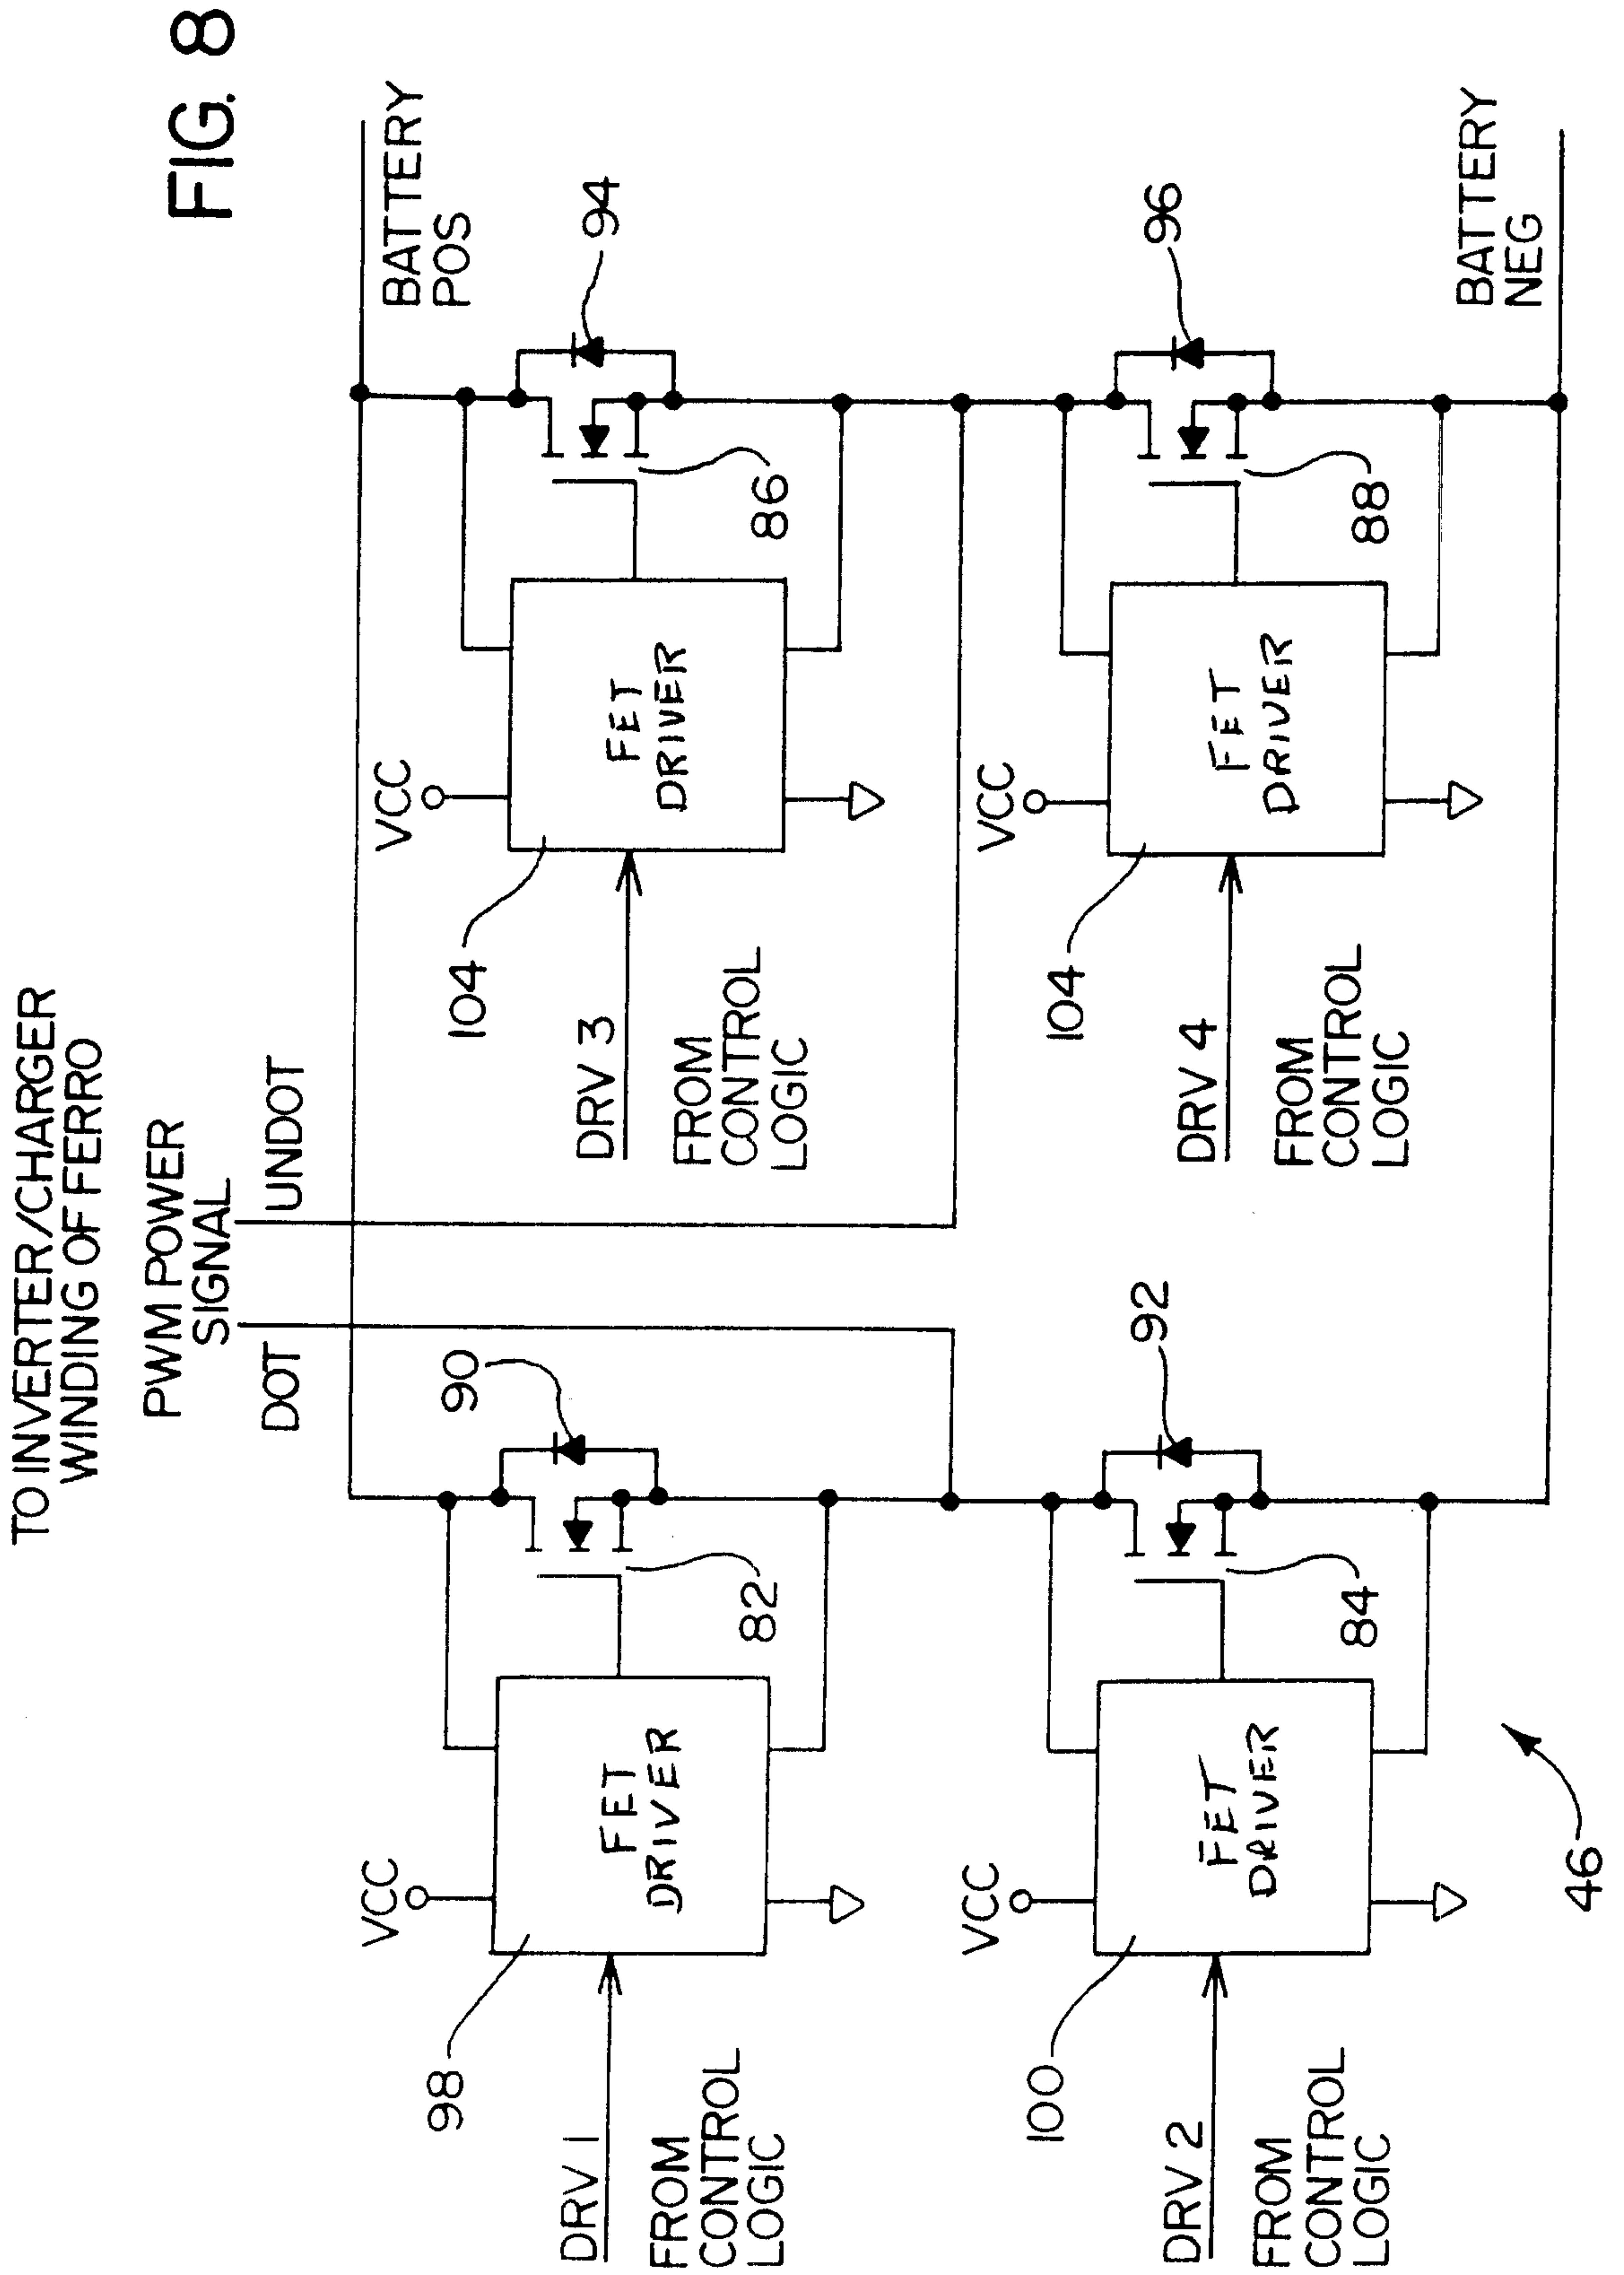 FIG. 8
TO INVERTER/CHARGER
WINDING OF FERRO
PWM POWER
SIGNAL
DOT
UNDOT
BATTERY
POS
VCC
98
90
FET
DRIVER
82
DRV 1
FROM
CONTROL
LOGIC
VCC
104
94
FET
DRIVER
86
DRV 3
FROM
CONTROL
LOGIC
VCC
100
92
FET
DRIVER
84
DRV 2
FROM
CONTROL
LOGIC
VCC
104
96
FET
DRIVER
88
DRV 4
FROM
CONTROL
LOGIC
BATTERY
NEG
46